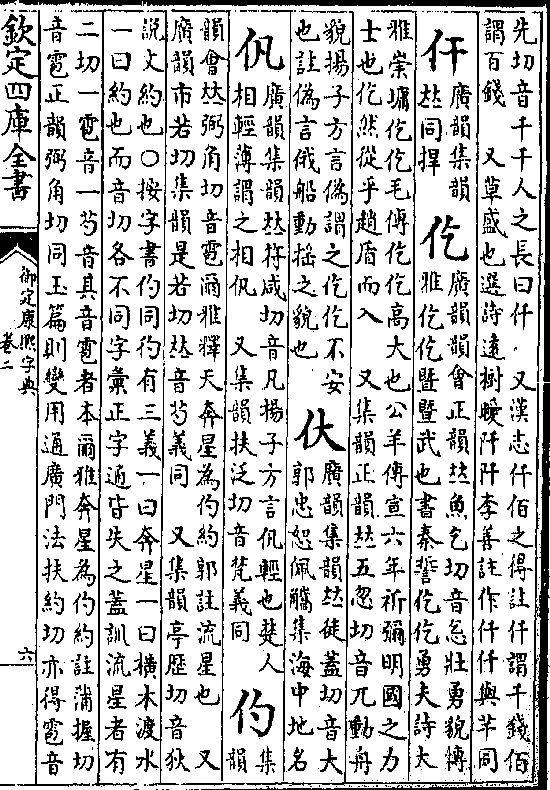 先切音千千人之長曰仟 又漢志仟佰之得註仟謂千錢佰
謂百錢 又草盛也選詩遠樹曖阡阡李善註作仟仟與芊同
仠 廣韻集韻
𠀤同捍
仡 廣韻韻會正韻𠀤魚乞切音忥壯勇貌博
雅仡仡暨暨武也書秦誓仡仡勇夫詩大
雅崇墉仡仡毛傳仡仡高大也公羊傳宣六年祈彌明國之力
士也仡然從乎趙盾而入 又集韻正韻𠀤五忽切音兀動舟
貌揚子方言僞謂之仡仡不安
也註僞言俄船動搖之貌也
㐲 廣韻集韻𠀤徒蓋切音大
郭忠恕佩觿集海中地名
廣韻集韻𠀤符咸切音凡揚子方言輕也楚人
相輕薄謂之相 又集韻扶泛切音梵義同
仢 集
韻
韻會𠀤弼角切音雹爾雅釋天奔星為仢約郭註流星也 又
廣韻市若切集韻是若切𠀤音芍義同 又集韻亭歷切音狄
說文約也○按字書仢同彴有三義一曰奔星一曰橫木渡水
一曰約也而音切各不同字彙正字通皆失之蓋訓流星者有
二切一雹音一芍音其音雹者本爾雅奔星為仢約註蒲握切
音雹正韻弼角切同玉篇則變用通廣門法扶約切亦得雹音
欽定四庫全書
御定康熙字典
卷二
六